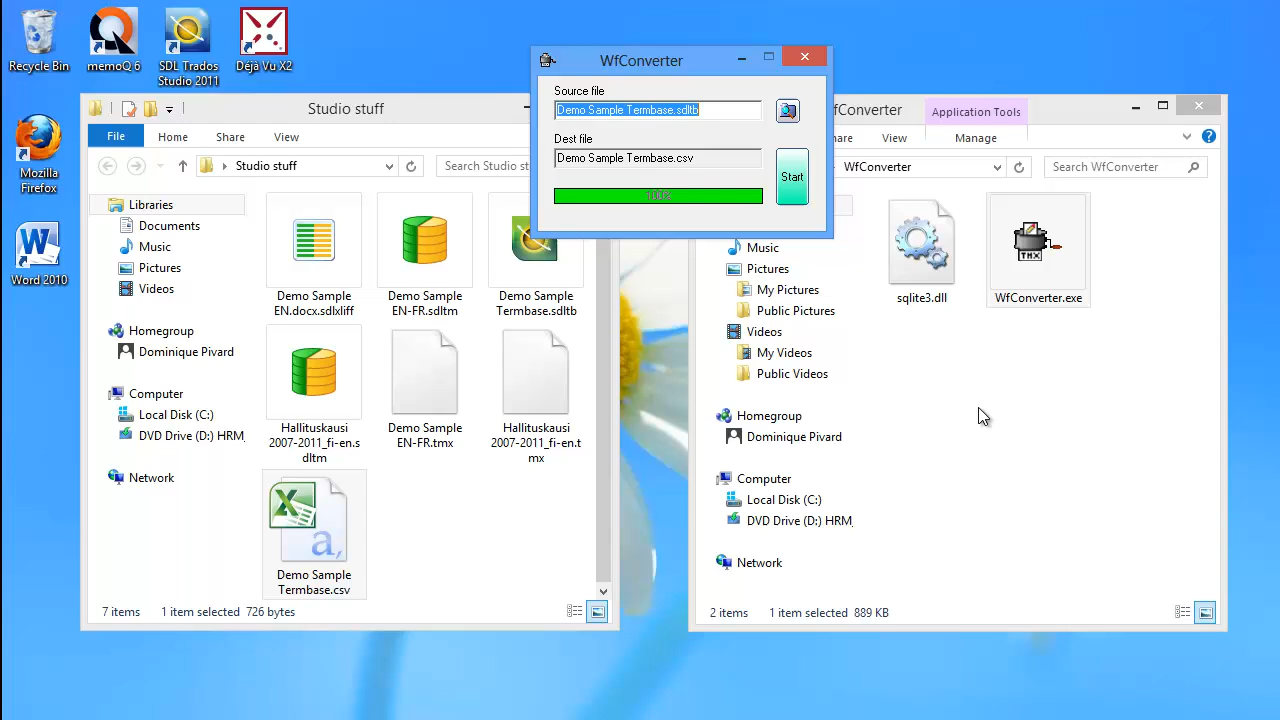 Recycle Bin
memoQ 6
SDL Trados
Studio 2011
Déjà Vu X2
Mozilla
Firefox
Word 2010
WfConverter
Source file
Demo Sample Termbase.sdltb
Dest file
Demo Sample Termbase.csv
100%
Start
Studio stuff
File
Home
Share
View
Studio stuff
Search Studio stuff
Libraries
Documents
Music
Pictures
Videos
Homegroup
Dominique Pivard
Computer
Local Disk (C:)
DVD Drive (D:) HRM
Network
Demo Sample
EN.docx.sdlxliff
Demo Sample
EN-FR.sdltm
Demo Sample
Termbase.sdltb
Hallituskausi
2007-2011_fi-en.s
dltm
Demo Sample
EN-FR.tmx
Hallituskausi
2007-2011_fi-en.t
mx
Demo Sample
Termbase.csv
7 items
1 item selected 726 bytes
fConverter
Application Tools
are
View
Manage
WfConverter
Search WfConverter
Music
Pictures
My Pictures
Public Pictures
Videos
My Videos
Public Videos
Homegroup
Dominique Pivard
Computer
Local Disk (C:)
DVD Drive (D:) HRM
Network
sqlite3.dll
TMX
WfConverter.exe
2 items
1 item selected 889 KB